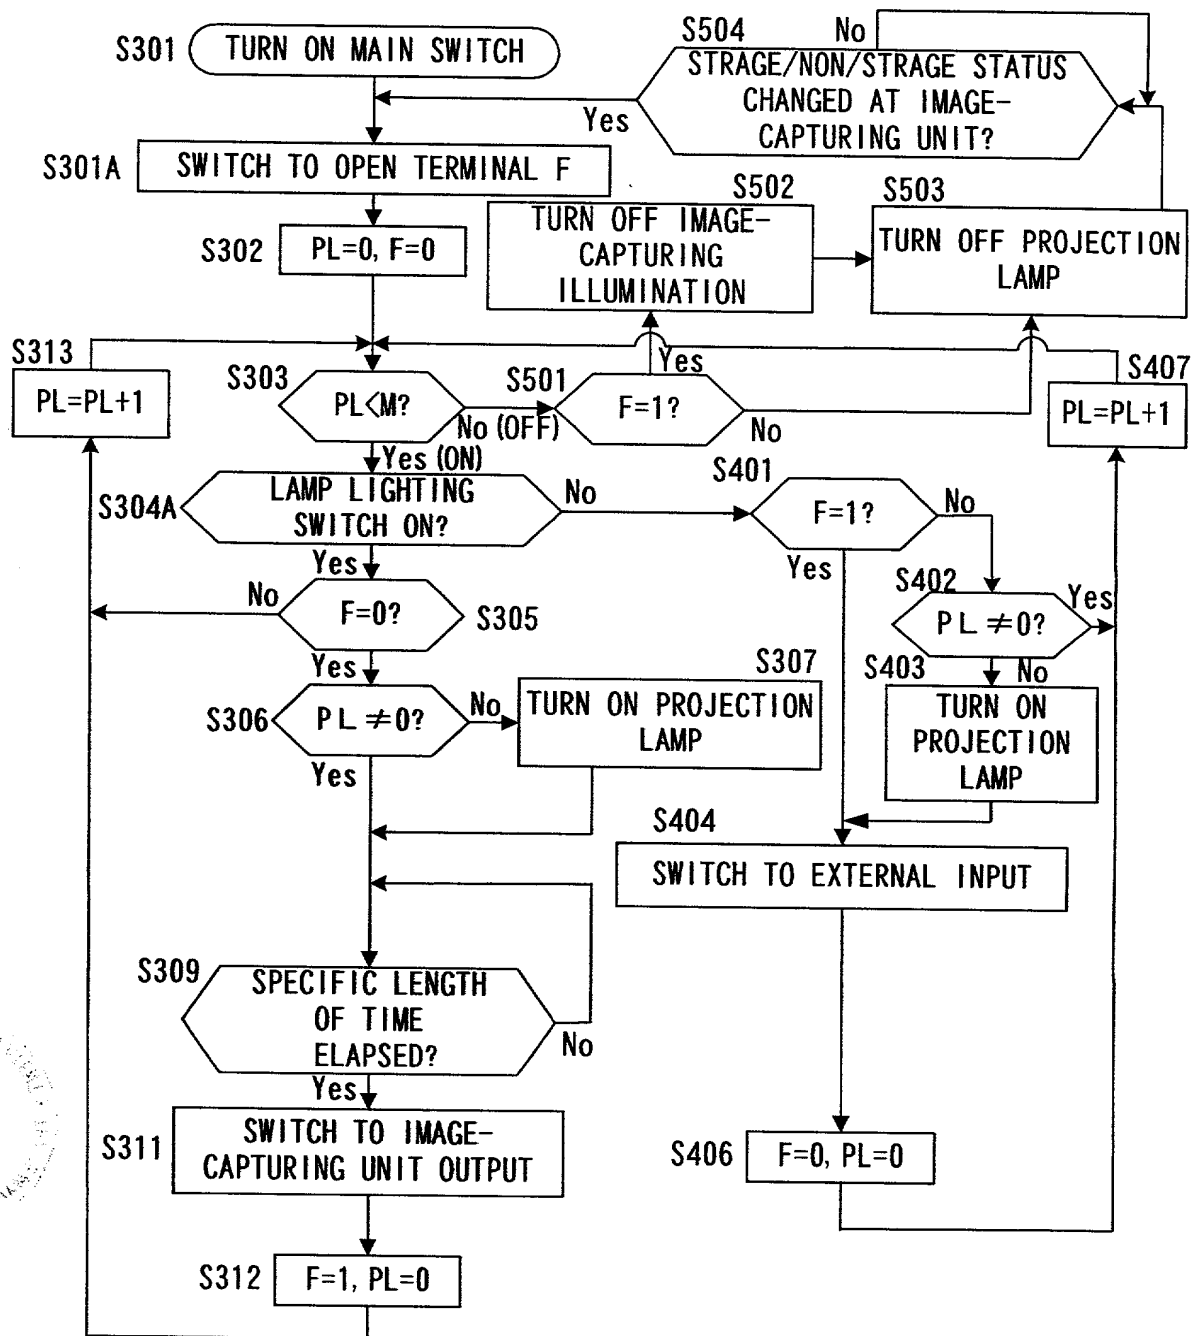 S301
TURN ON MAIN SWITCH
S504
No
STRAGE/NON/STRAGE STATUS
CHANGED AT IMAGE-
CAPTURING UNIT?
Yes
S301A
SWITCH TO OPEN TERMINAL F
S302
PL=0, F=0
S502
TURN OFF IMAGE-
CAPTURING
ILLUMINATION
S503
TURN OFF PROJECTION
LAMP
S313
PL=PL+1
S303
PL<M?
No (OFF)
Yes (ON)
S501
F=1?
Yes
No
S407
PL=PL+1
S304A
LAMP LIGHTING
SWITCH ON?
No
Yes
S401
F=1?
No
Yes
S305
F=0?
No
Yes
S402
PL≠0?
Yes
No
S403
TURN ON
PROJECTION
LAMP
S306
PL≠0?
No
Yes
S307
TURN ON PROJECTION
LAMP
S404
SWITCH TO EXTERNAL INPUT
S309
SPECIFIC LENGTH
OF TIME
ELAPSED?
No
Yes
S311
SWITCH TO IMAGE-
CAPTURING UNIT OUTPUT
S406
F=0, PL=0
S312
F=1, PL=0